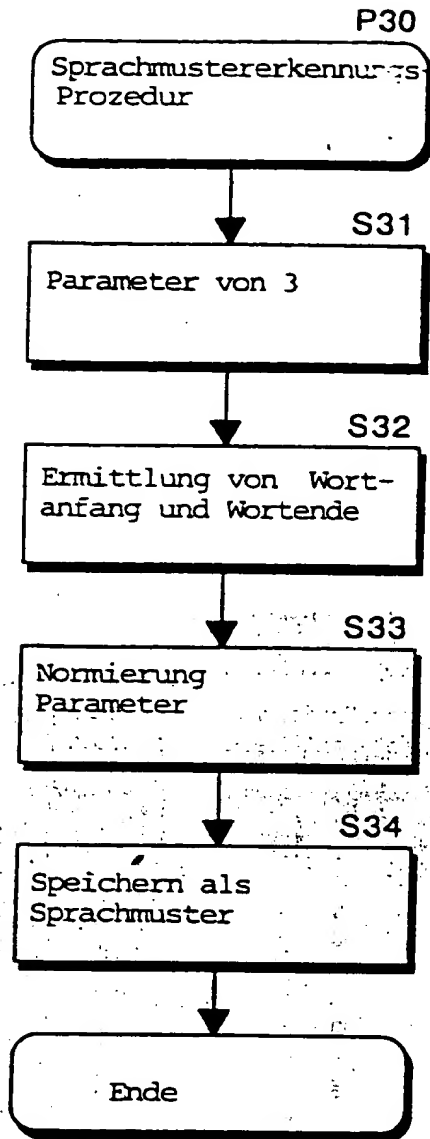 P30
Sprachmustererkennungs-
Prozedur
S31
Parameter von 3
S32
Ermittlung von Wort-
anfang und Wortende
S33
Normierung
Parameter
S34
Speichern als
Sprachmuster
Ende